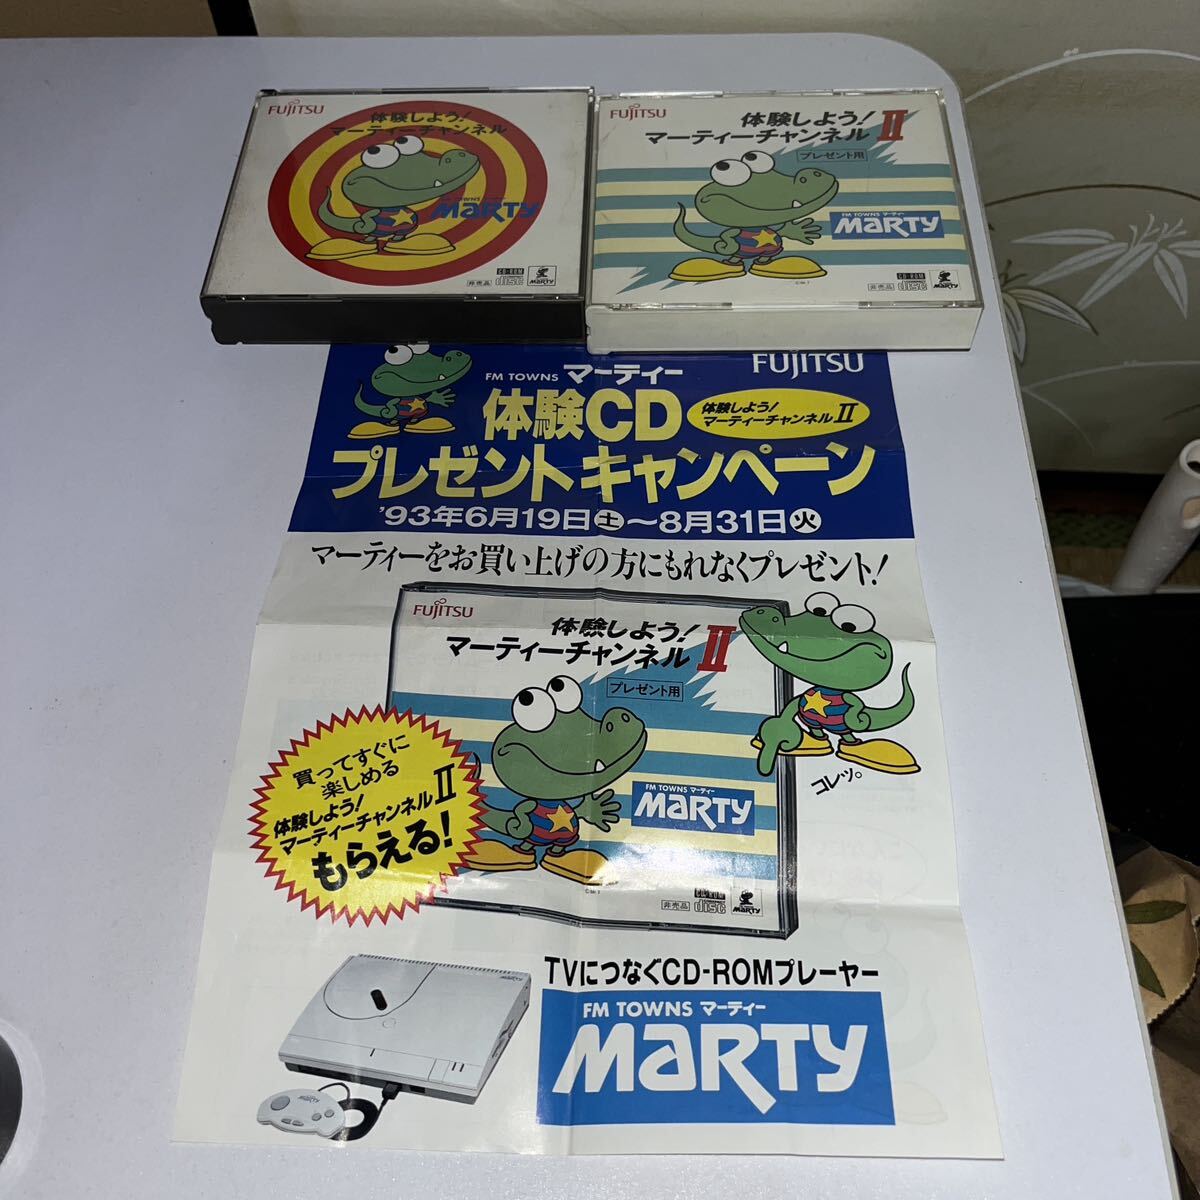 FUJITSU
体験しよう!
マーティーチャンネル
FM TOWNS
MARTY
CD-ROM
非売品
disc
MARTY
FUJITSU
体験しよう!
マーティーチャンネルII
プレゼント用
FM TOWNS マーティー
MARTY
CD-ROM
非売品
disc
MARTY
FUJITSU
FM TOWNS マーティー
体験CD
体験しよう!
マーティーチャンネルII
プレゼントキャンペーン
'93年6月19日土〜8月31日火
マーティーをお買い上げの方にもれなくプレゼント!
FUJITSU
体験しよう!
マーティーチャンネルII
プレゼント用
FM TOWNS マーティー
MARTY
CD-ROM
非売品
disc
MARTY
コレッ。
買ってすぐに
楽しめる
体験しよう!
マーティーチャンネルII
もらえる!
TVにつなぐCD-ROMプレーヤー
FM TOWNS マーティー
MARTY
MARTY